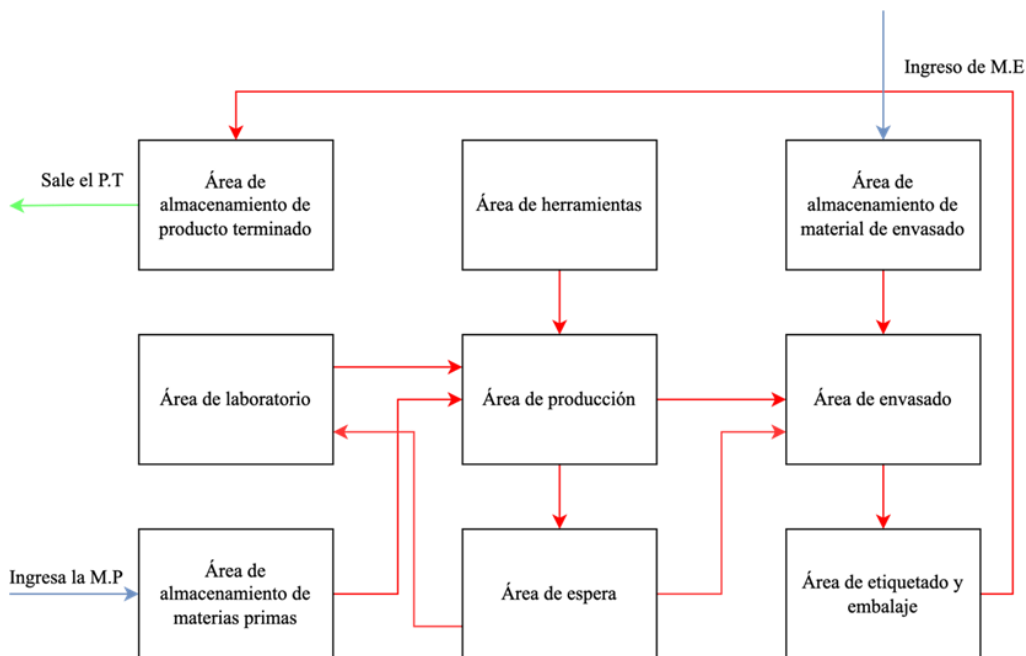 Ingreso de M.E
Sale el P.T
Área de
almacenamiento de
producto terminado
Área de herramientas
Área de
almacenamiento de
material de envasado
Área de laboratorio
Área de producción
Área de envasado
Ingresa la M.P
Área de
almacenamiento de
materias primas
Área de espera
Área de etiquetado y
embalaje